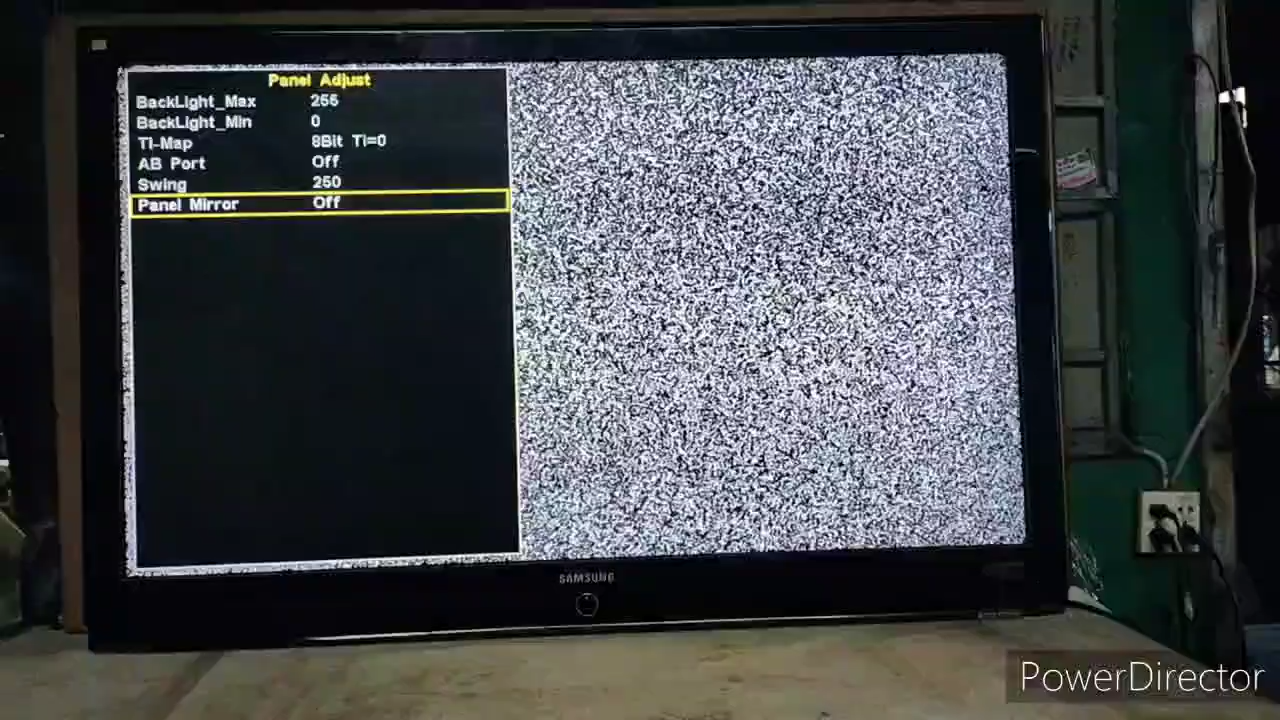 Panel Adjust
BackLight_Max 255
BackLight_Min 0
TI-Map 8Bit TI=0
AB Port Off
Swing 250
Panel Mirror Off
SAMSUNG
PowerDirector